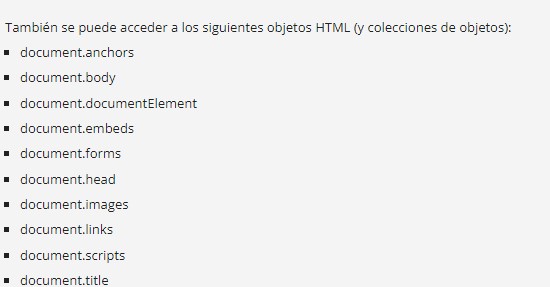 También se puede acceder a los siguientes objetos HTML (y colecciones de objetos):
document.anchors
document.body
document.documentElement
document.embeds
document.forms
document.head
document.images
document.links
document.scripts
document.title